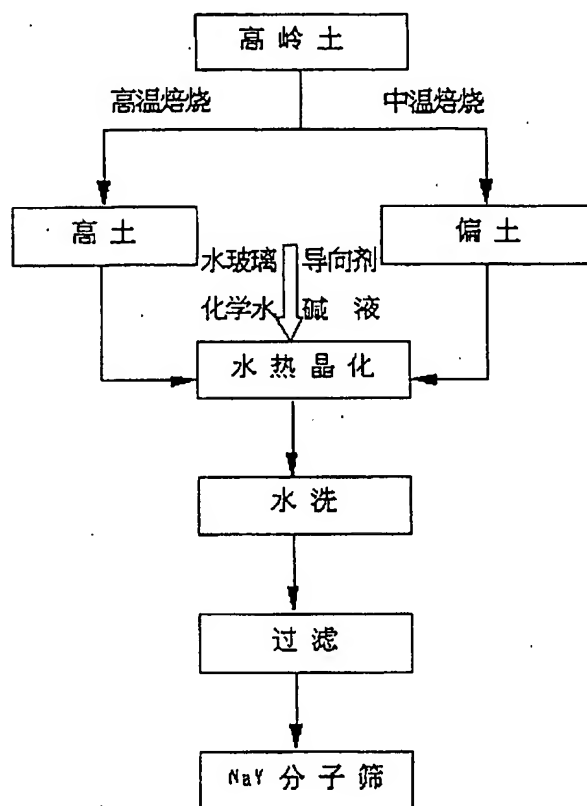 高岭土
高温焙烧
中温焙烧
高土
偏土
水玻璃 导向剂
化学水 碱液
水热晶化
水洗
过滤
NaY 分子筛